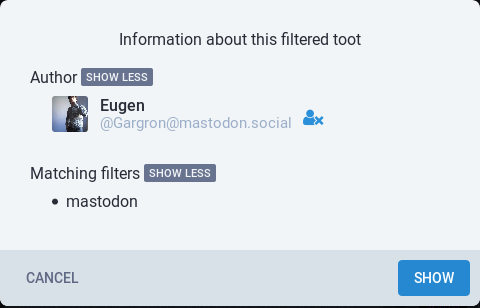 Information about this filtered toot
Author SHOW LESS
Eugen
@Gargron@mastodon.social
Matching filters SHOW LESS
• mastodon
CANCEL
SHOW